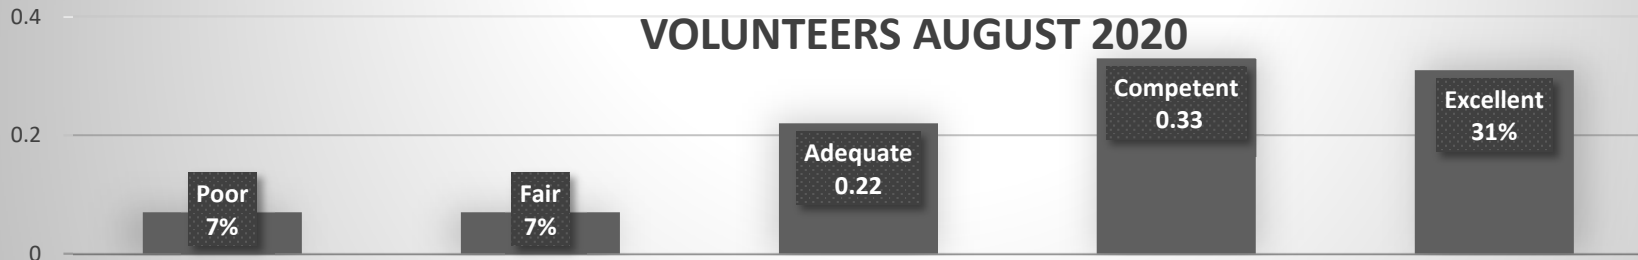 VOLUNTEERS AUGUST 2020
0.4
0.2
0
Poor
7%
Fair
7%
Adequate
0.22
Competent
0.33
Excellent
31%